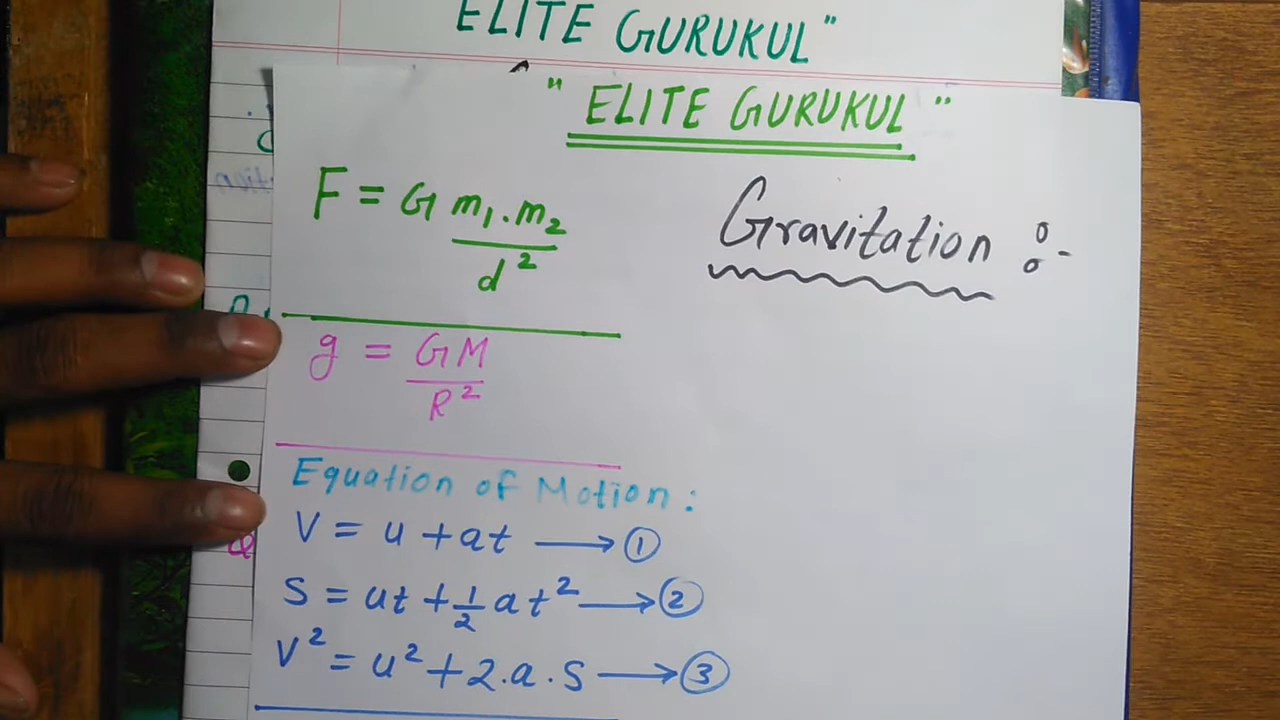 ELITE GURUKUL"
" ELITE GURUKUL "
Gravitation :-
F = G m₁.m₂ / d²
g = GM / R²
Equation of Motion :
V = u + at ⟶ ①
S = ut + ½ at² ⟶ ②
V² = u² + 2.a.S ⟶ ③